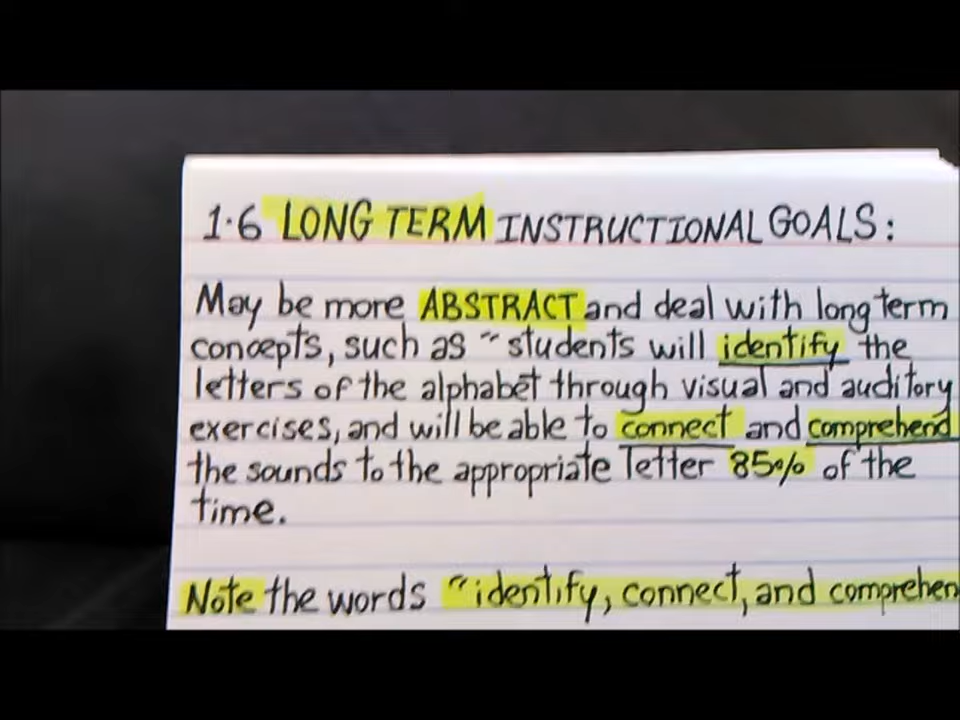 1.6 LONG TERM INSTRUCTIONAL GOALS:
May be more ABSTRACT and deal with long term
concepts, such as "students will identify the
letters of the alphabet through visual and auditory
exercises, and will be able to connect and comprehend
the sounds to the appropriate letter 85% of the
time.
Note the words "identify, connect, and comprehen